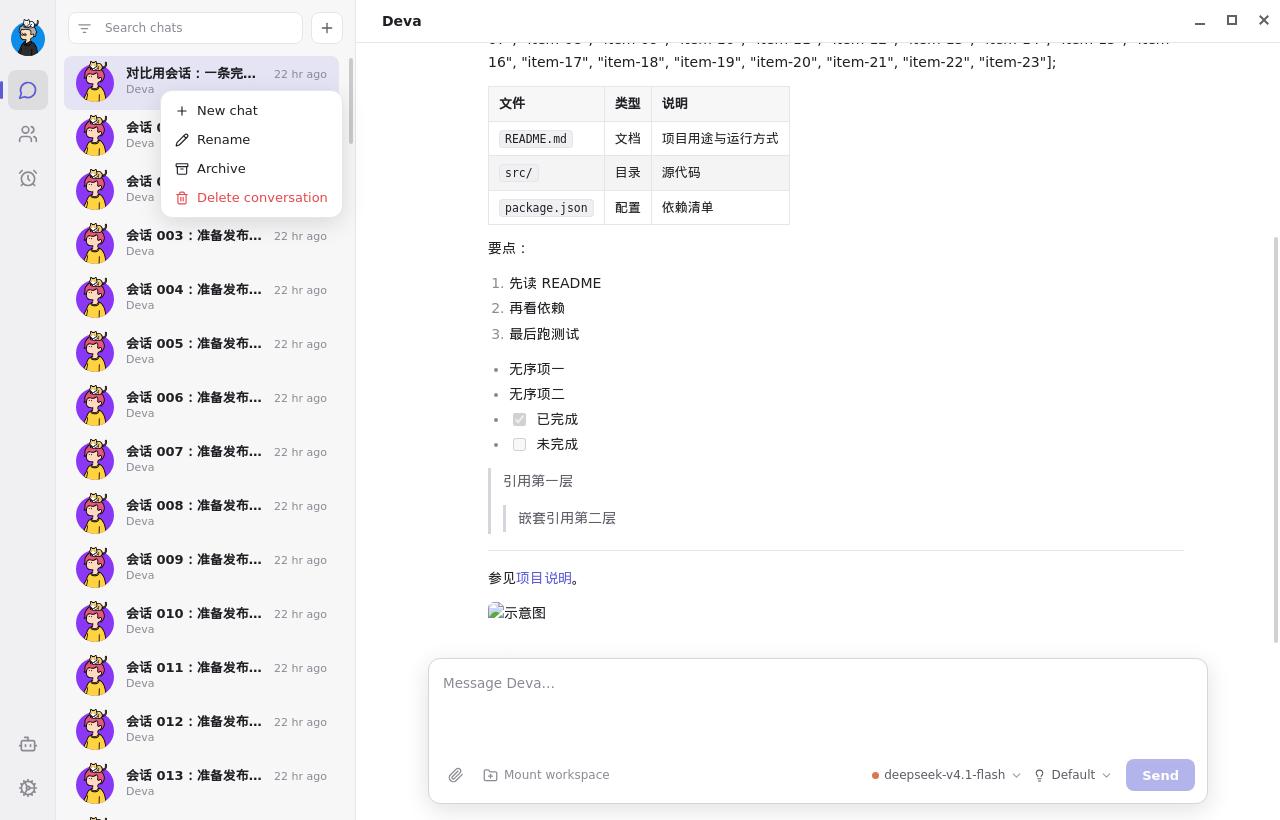 Search chats
对比用会话：一条完...
22 hr ago
Deva
New chat
Rename
Archive
Delete conversation
会话
Deva
会话
Deva
会话 003：准备发布...
22 hr ago
Deva
会话 004：准备发布...
22 hr ago
Deva
会话 005：准备发布...
22 hr ago
Deva
会话 006：准备发布...
22 hr ago
Deva
会话 007：准备发布...
22 hr ago
Deva
会话 008：准备发布...
22 hr ago
Deva
会话 009：准备发布...
22 hr ago
Deva
会话 010：准备发布...
22 hr ago
Deva
会话 011：准备发布...
22 hr ago
Deva
会话 012：准备发布...
22 hr ago
Deva
会话 013：准备发布...
22 hr ago
Deva
Deva
16", "item-17", "item-18", "item-19", "item-20", "item-21", "item-22", "item-23"];
文件 类型 说明
README.md 文档 项目用途与运行方式
src/ 目录 源代码
package.json 配置 依赖清单
要点：
1. 先读 README
2. 再看依赖
3. 最后跑测试
• 无序项一
• 无序项二
• 已完成
• 未完成
引用第一层
嵌套引用第二层
参见项目说明。
示意图
Message Deva...
Mount workspace
deepseek-v4.1-flash
Default
Send